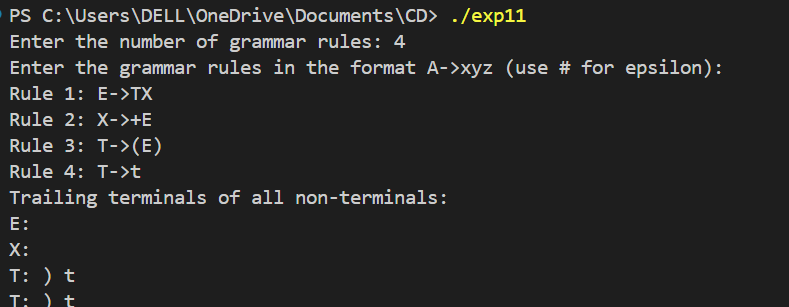 PS C:\Users\DELL\OneDrive\Documents\CD> ./exp11
Enter the number of grammar rules: 4
Enter the grammar rules in the format A->xyz (use # for epsilon):
Rule 1: E->TX
Rule 2: X->+E
Rule 3: T->(E)
Rule 4: T->t
Trailing terminals of all non-terminals:
E:
X:
T: ) t
T: ) t